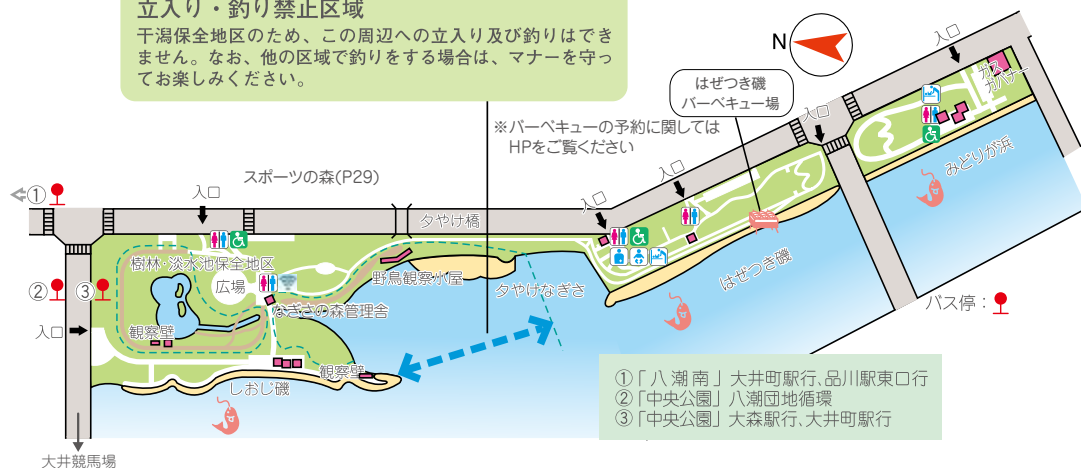 立入り・釣り禁止区域
干潟保全地区のため、この周辺への立入り及び釣りはでき
ません。なお、他の区域で釣りをする場合は、マナーを守っ
てお楽しみください。
N
入口
ガス
ガバナー
はぜつき磯
バーベキュー場
入口
※バーベキューの予約に関しては
HPをご覧ください
みどりが浜
入口
スポーツの森(P29)
①
入口
入口
夕やけ橋
樹林・淡水池保全地区
広場
野鳥観察小屋
夕やけなぎさ
はぜつき磯
②
③
なぎさの森管理舎
バス停：
入口
観察壁
観察壁
しおじ磯
①「八潮南」大井町駅行、品川駅東口行
②「中央公園」八潮団地循環
③「中央公園」大森駅行、大井町駅行
大井競馬場